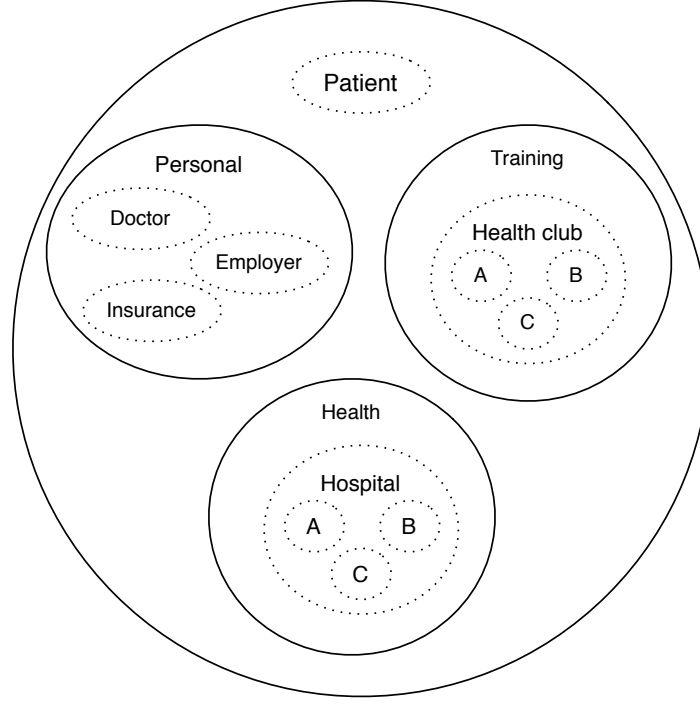 Patient
Personal
Doctor
Employer
Insurance
Training
Health club
A
B
C
Health
Hospital
A
B
C